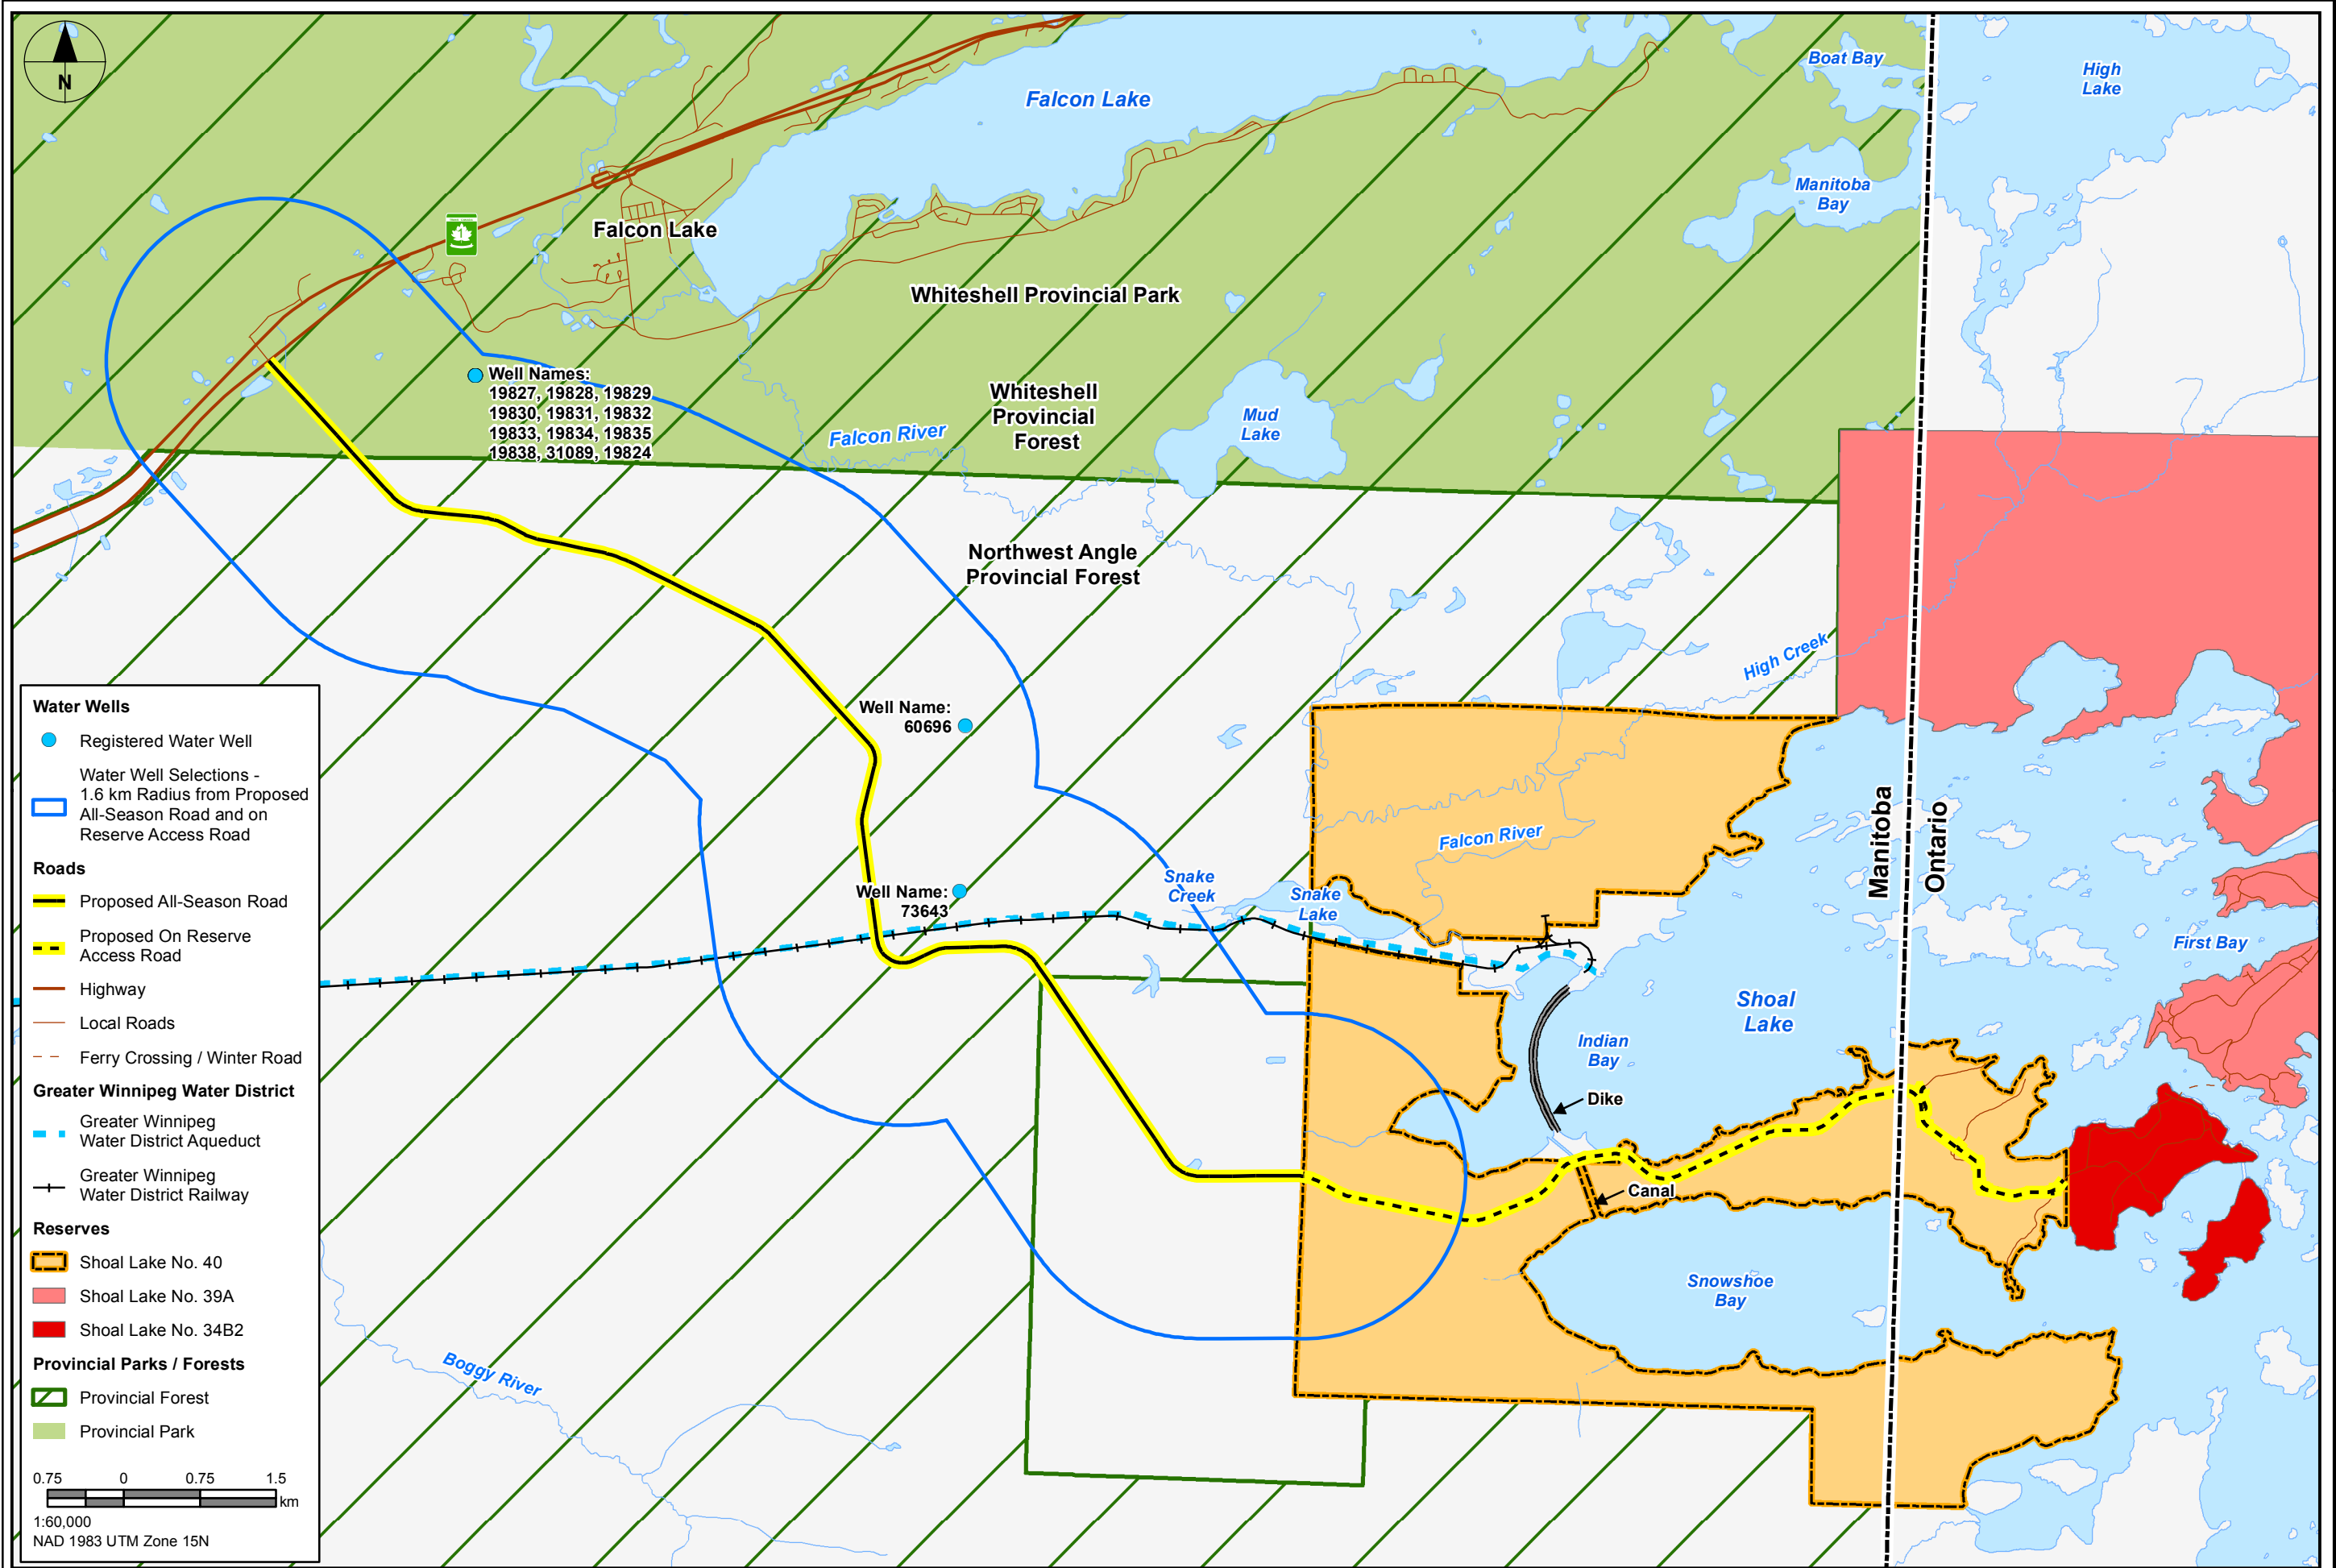 N
Boat Bay
High
Lake
Falcon Lake
Manitoba
Bay
1
Falcon Lake
Whiteshell Provincial Park
Well Names:
19827, 19828, 19829
19830, 19831, 19832
19833, 19834, 19835
19838, 31089, 19824
Whiteshell
Provincial
Forest
Mud
Lake
Falcon River
Northwest Angle
Provincial Forest
High Creek
Well Name:
60696
Falcon River
Manitoba
Ontario
Well Name:
73643
Snake
Creek
Snake
Lake
First Bay
Shoal
Lake
Indian
Bay
Dike
Canal
Snowshoe
Bay
Boggy River
Water Wells
Registered Water Well
Water Well Selections -
1.6 km Radius from Proposed
All-Season Road and on
Reserve Access Road
Roads
Proposed All-Season Road
Proposed On Reserve
Access Road
Highway
Local Roads
Ferry Crossing / Winter Road
Greater Winnipeg Water District
Greater Winnipeg
Water District Aqueduct
Greater Winnipeg
Water District Railway
Reserves
Shoal Lake No. 40
Shoal Lake No. 39A
Shoal Lake No. 34B2
Provincial Parks / Forests
Provincial Forest
Provincial Park
0.75 0 0.75 1.5
km
1:60,000
NAD 1983 UTM Zone 15N